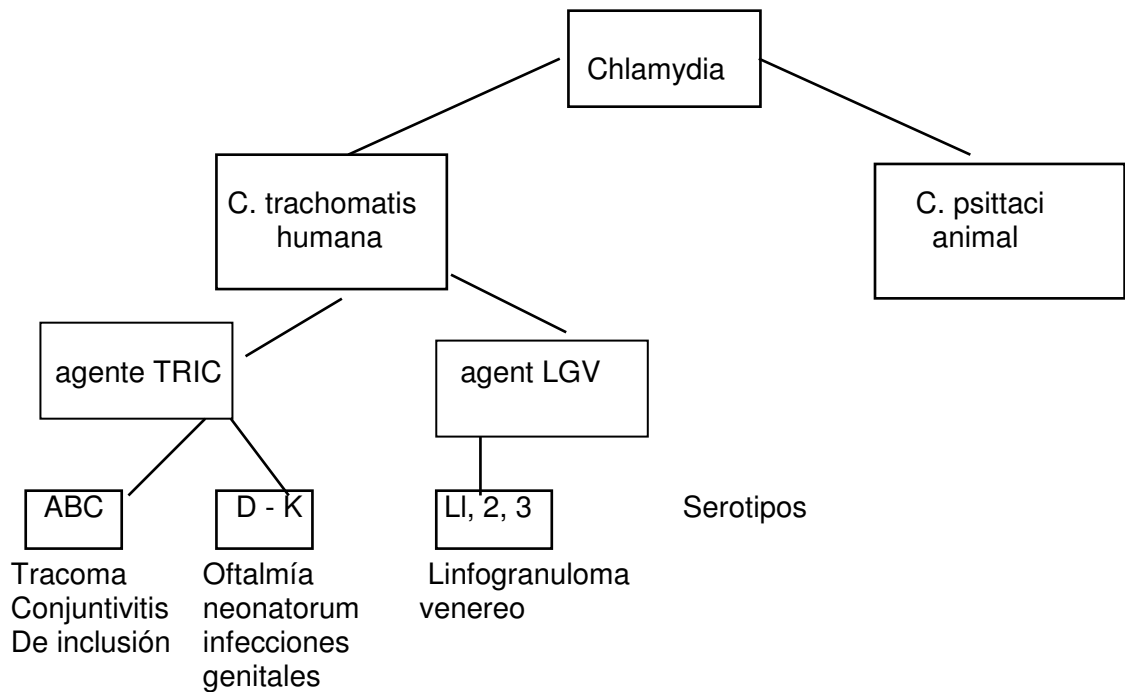 Chlamydia
C. trachomatis
humana
C. psittaci
animal
agente TRIC
agent LGV
ABC
D - K
Ll, 2, 3
Serotipos
Tracoma
Conjuntivitis
De inclusión
Oftalmía
neonatorum
infecciones
genitales
Linfogranuloma
venereo